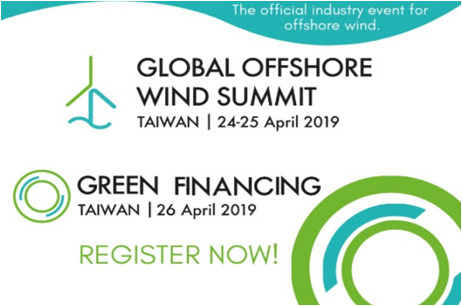 The official industry event for
offshore wind.
GLOBAL OFFSHORE
WIND SUMMIT
TAIWAN | 24-25 April 2019
GREEN FINANCING
TAIWAN | 26 April 2019
REGISTER NOW!